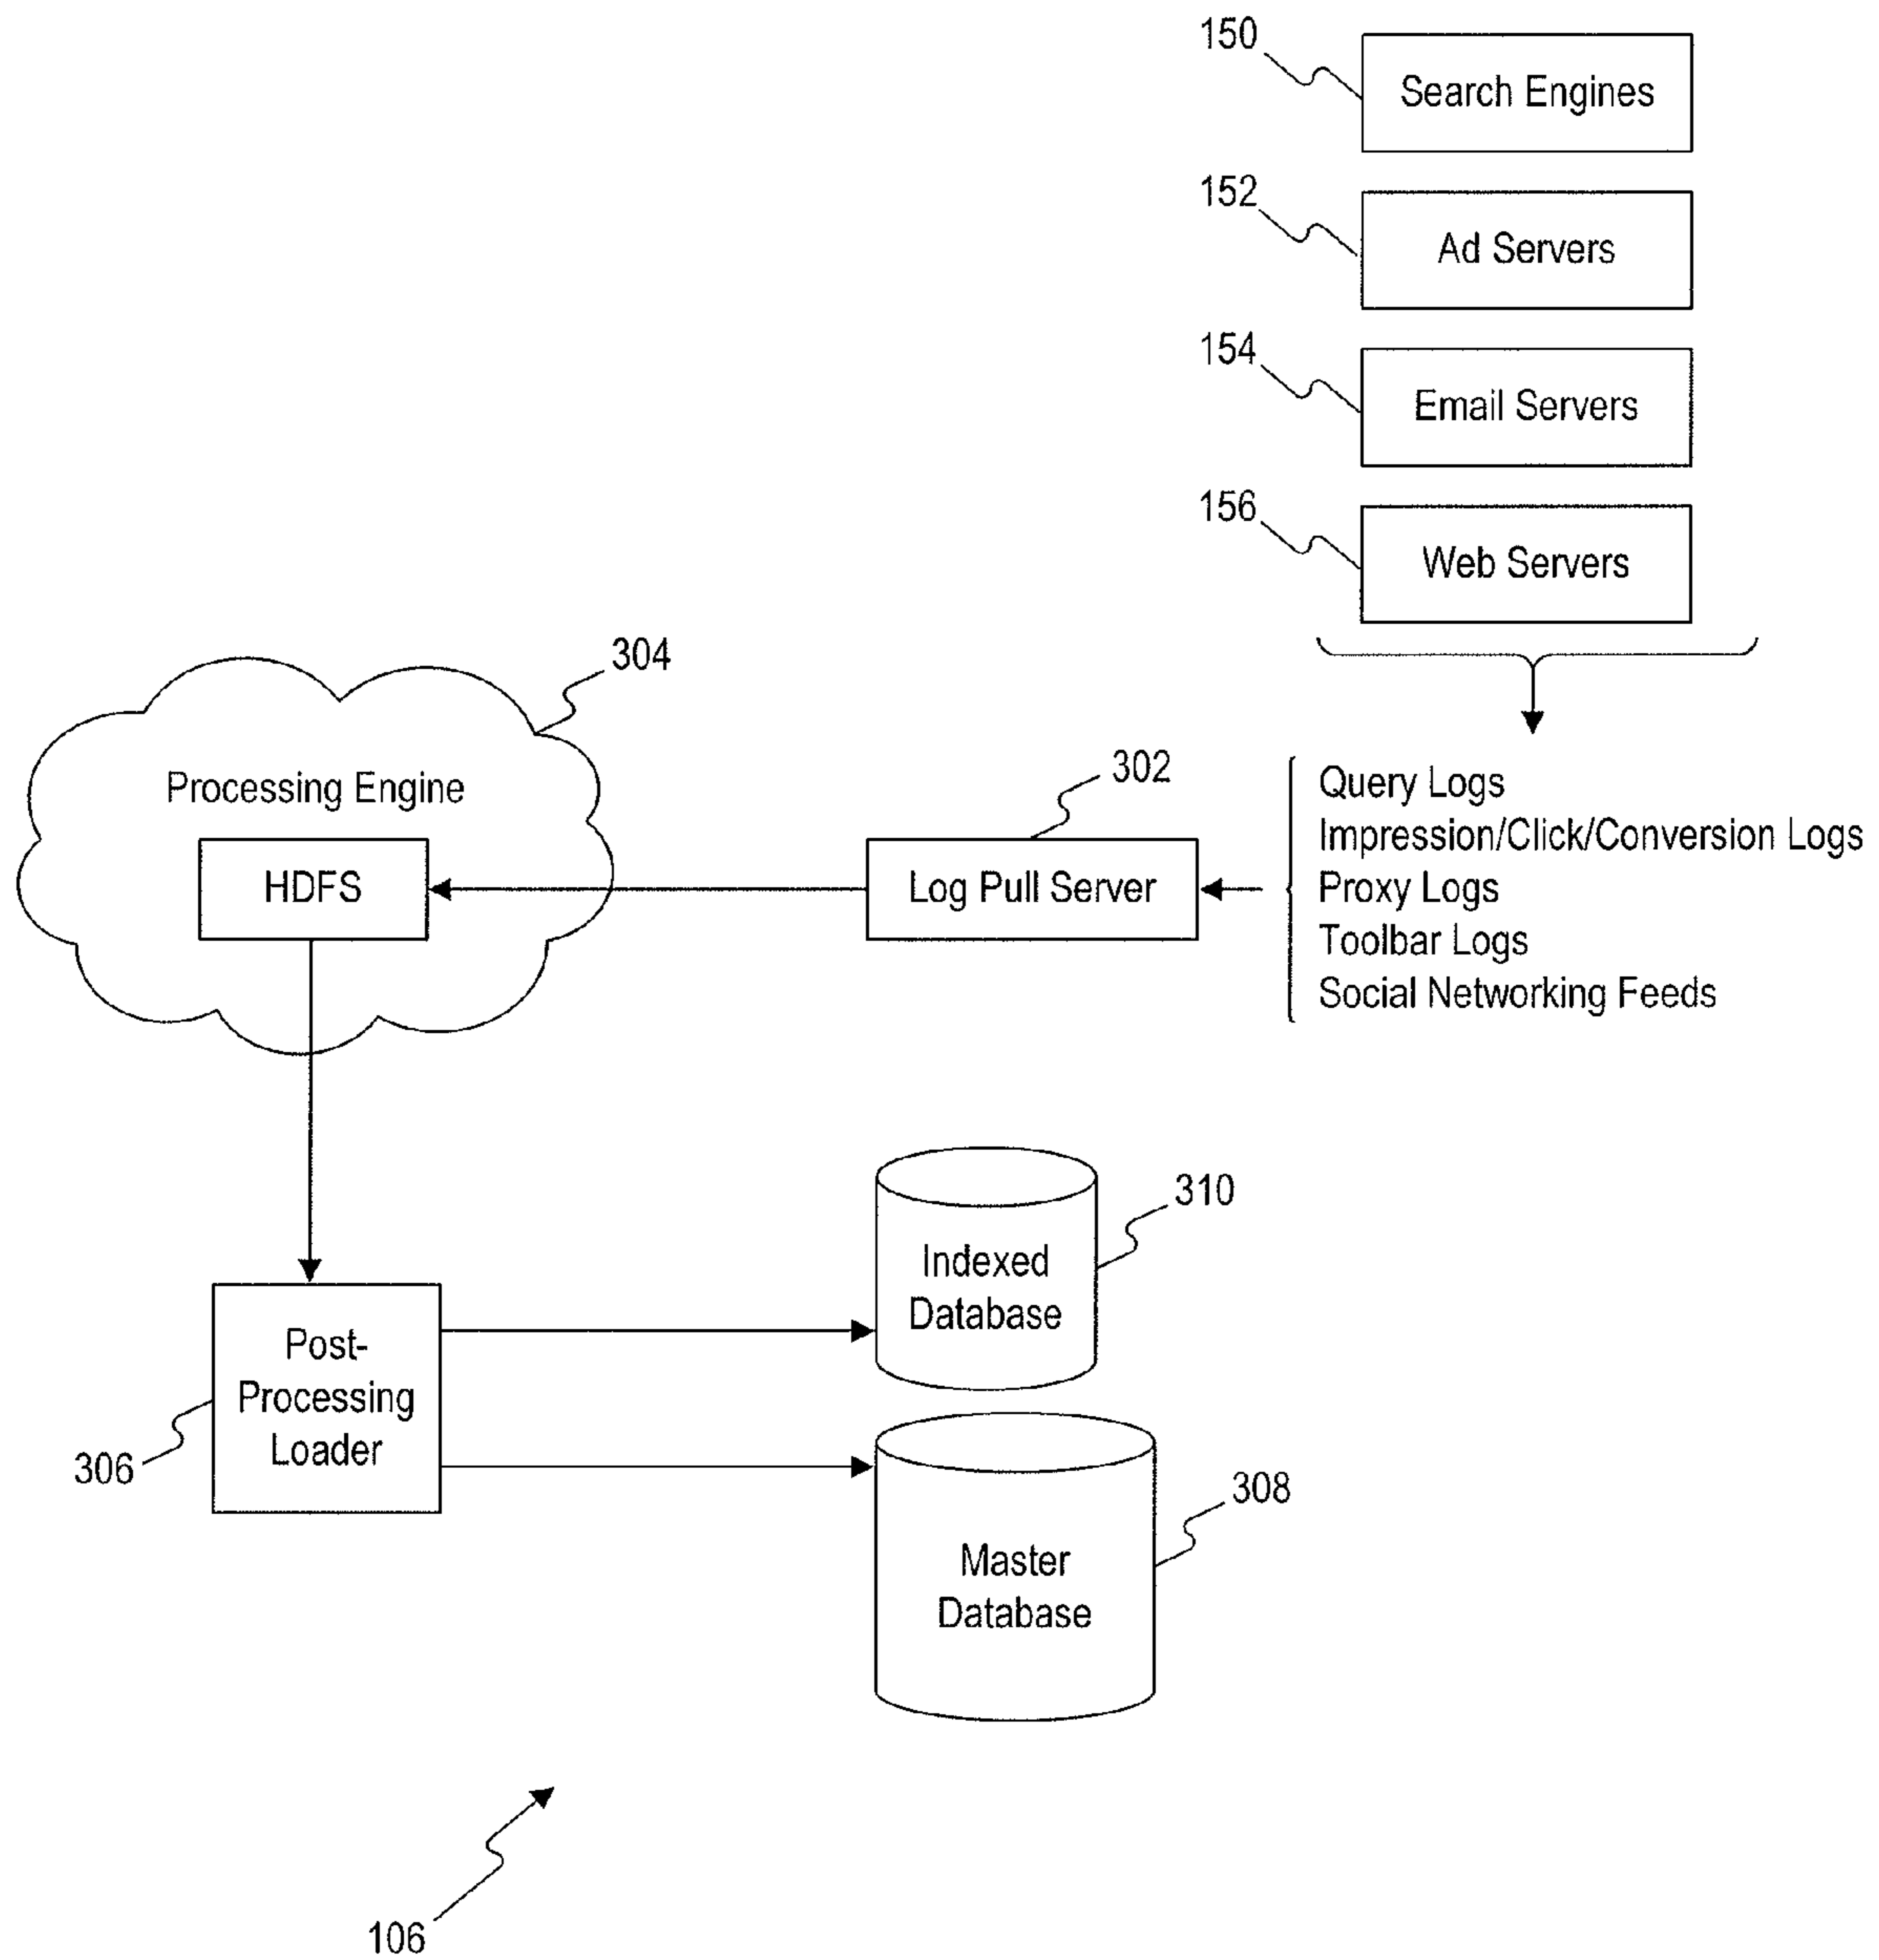 150
Search Engines
152
Ad Servers
154
Email Servers
156
Web Servers
304
Processing Engine
HDFS
302
Log Pull Server
Query Logs
Impression/Click/Conversion Logs
Proxy Logs
Toolbar Logs
Social Networking Feeds
310
Indexed
Database
Post-
Processing
Loader
306
308
Master
Database
106